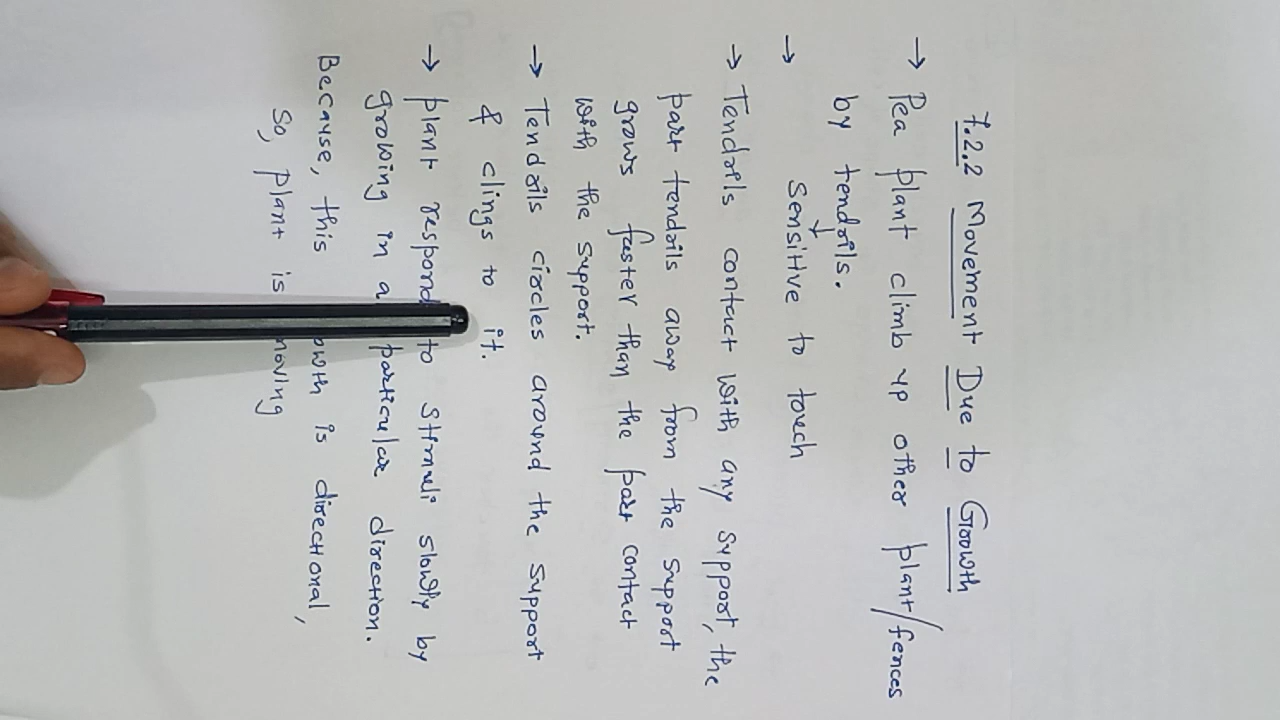 7.2.2 Movement Due to Growth
→ Pea plant climb up other plant/fences
by tendrils.
→ sensitive to touch
→ Tendrils contact with any support, the
part tendrils away from the support
grows faster than the part contact
with the support.
→ Tendrils circles around the support
& clings to it.
→ plant respond to stimuli slowly by
growing in a particular direction.
Because, this is directional,
So, plant is moving